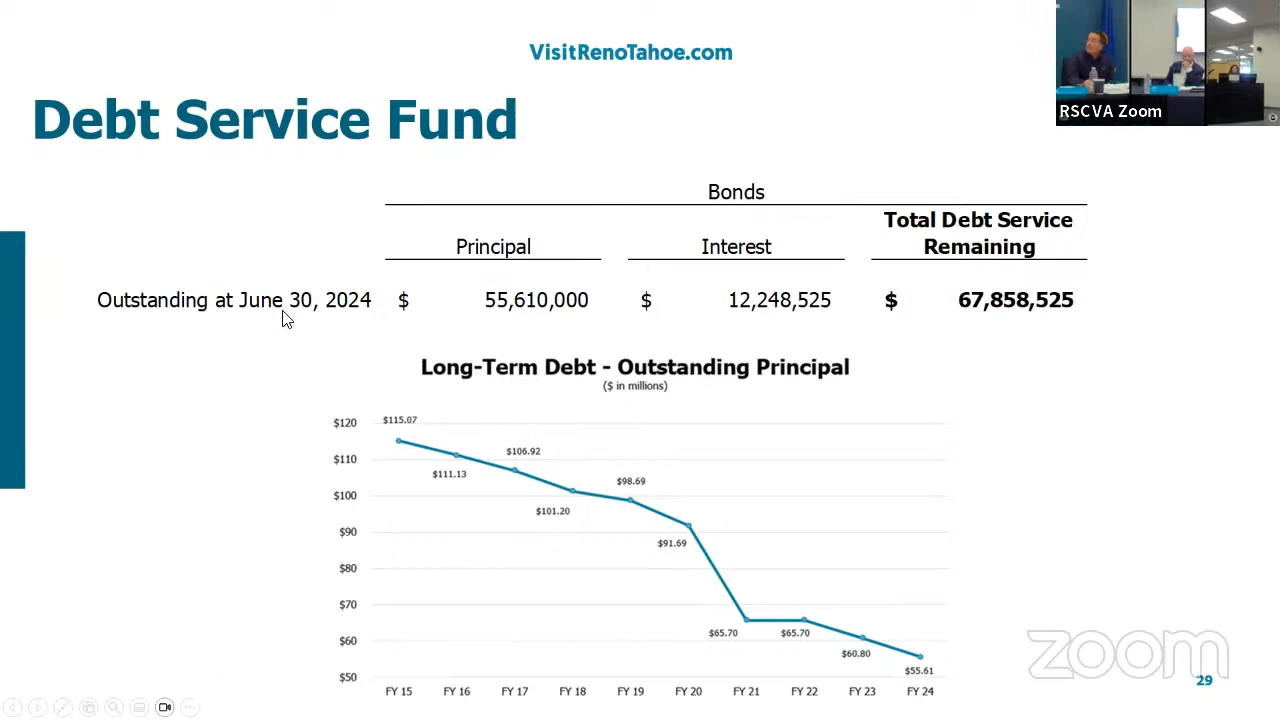 VisitRenoTahoe.com
RSCVA Zoom
Debt Service Fund
Bonds
Principal Interest Total Debt Service Remaining
Outstanding at June 30, 2024 $ 55,610,000 $ 12,248,525 $ 67,858,525
Long-Term Debt - Outstanding Principal
($ in millions)
$120
$110
$100
$90
$80
$70
$60
$50
$115.07
$111.13
$106.92
$101.20
$98.69
$91.69
$65.70
$65.70
$60.80
$55.61
FY 15 FY 16 FY 17 FY 18 FY 19 FY 20 FY 21 FY 22 FY 23 FY 24
zoom
29